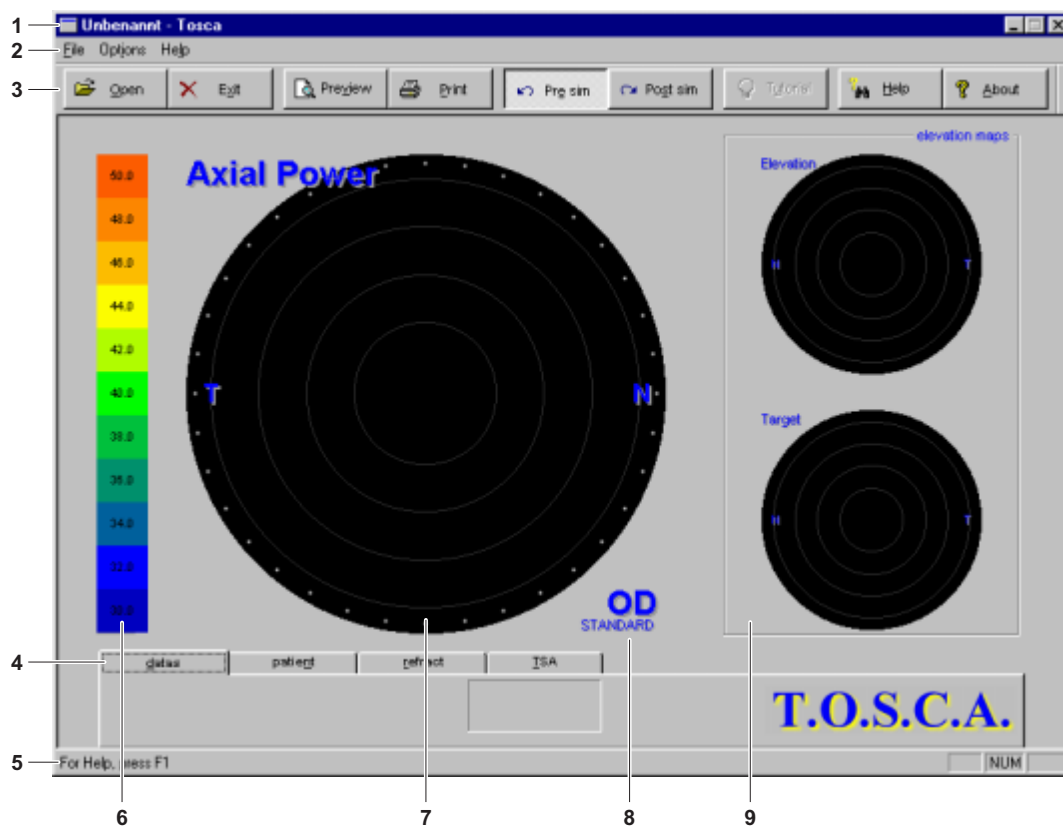 1 Unbenannt - Tosca
2 File Options Help
3 Open Exit Preview Print Pre sim Post sim Tutorial Help About
elevation maps
Axial Power
Elevation
50.0
48.0
46.0
44.0
42.0
40.0
38.0
36.0
34.0
32.0
30.0
N T
T N
Target
N T
OD
STANDARD
4 datas patient refract TSA
T.O.S.C.A.
5 For Help, press F1 NUM
6 7 8 9